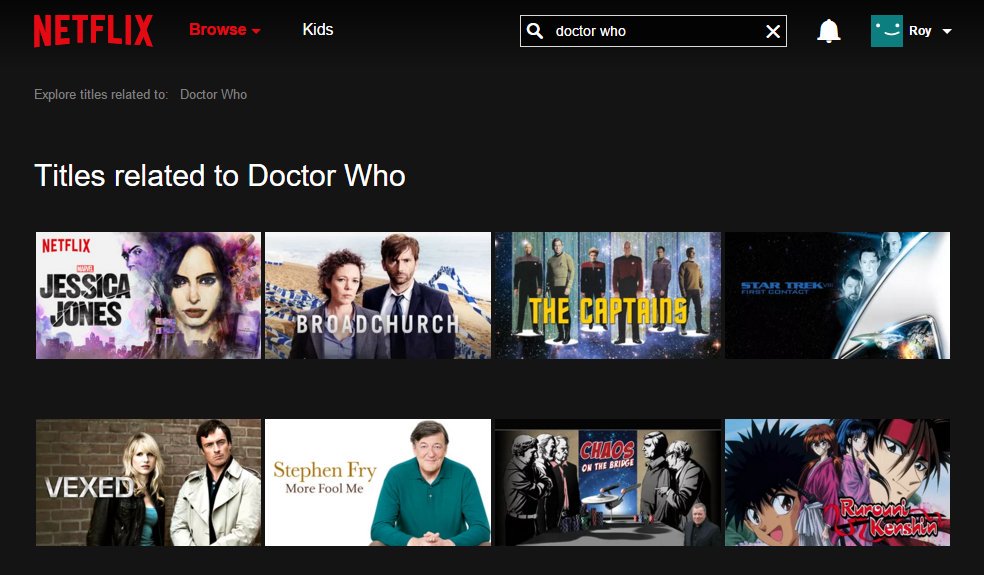 NETFLIX
Browse
Kids
doctor who
Roy
Explore titles related to: Doctor Who
Titles related to Doctor Who
NETFLIX
MARVEL
JESSICA
JONES
BROADCHURCH
THE CAPTAINS
STAR TREK VIII
FIRST CONTACT
VEXED
Stephen Fry
More Fool Me
CHAOS
ON THE BRIDGE
Rurouni
Kenshin